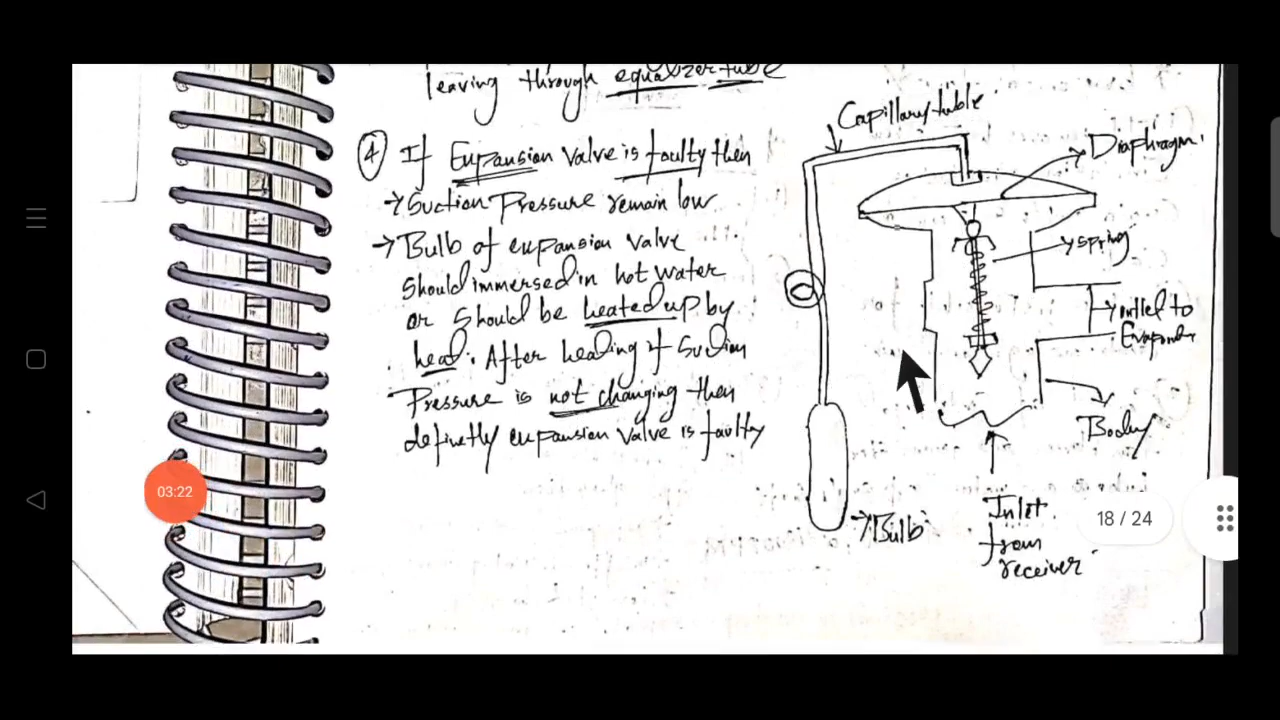 leaving through equalizer tube
④ If Expansion Valve is faulty then
→ Suction Pressure remain low
→ Bulb of expansion valve
should immersed in hot water
or should be heated up by
head. After heating if Suction
Pressure is not changing then
definetly expansion valve is faulty
Capillary tube
Diaphragm
spring
Inlet to
Evaporator
Body
Inlet
from
receiver
Bulb
03:22
18 / 24